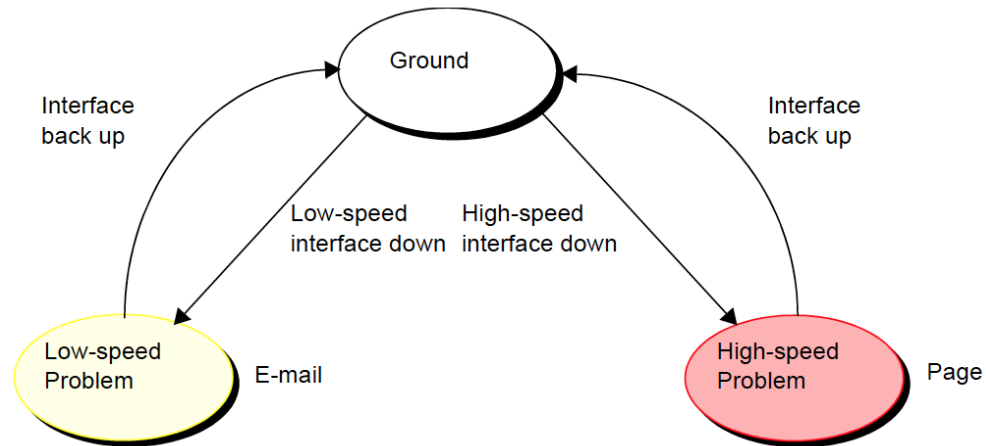 Ground
Interface
back up
Interface
back up
Low-speed
interface down
High-speed
interface down
Low-speed
Problem
E-mail
High-speed
Problem
Page